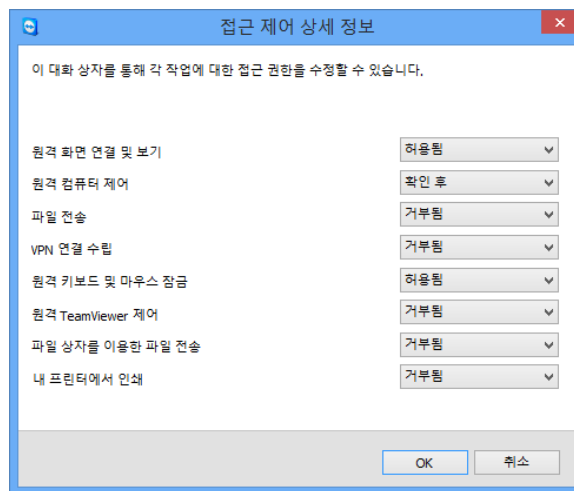 접근 제어 상세 정보
이 대화 상자를 통해 각 작업에 대한 접근 권한을 수정할 수 있습니다.
원격 화면 연결 및 보기 허용됨
원격 컴퓨터 제어 확인 후
파일 전송 거부됨
VPN 연결 수립 거부됨
원격 키보드 및 마우스 잠금 허용됨
원격 TeamViewer 제어 거부됨
파일 상자를 이용한 파일 전송 거부됨
내 프린터에서 인쇄 거부됨
OK 취소